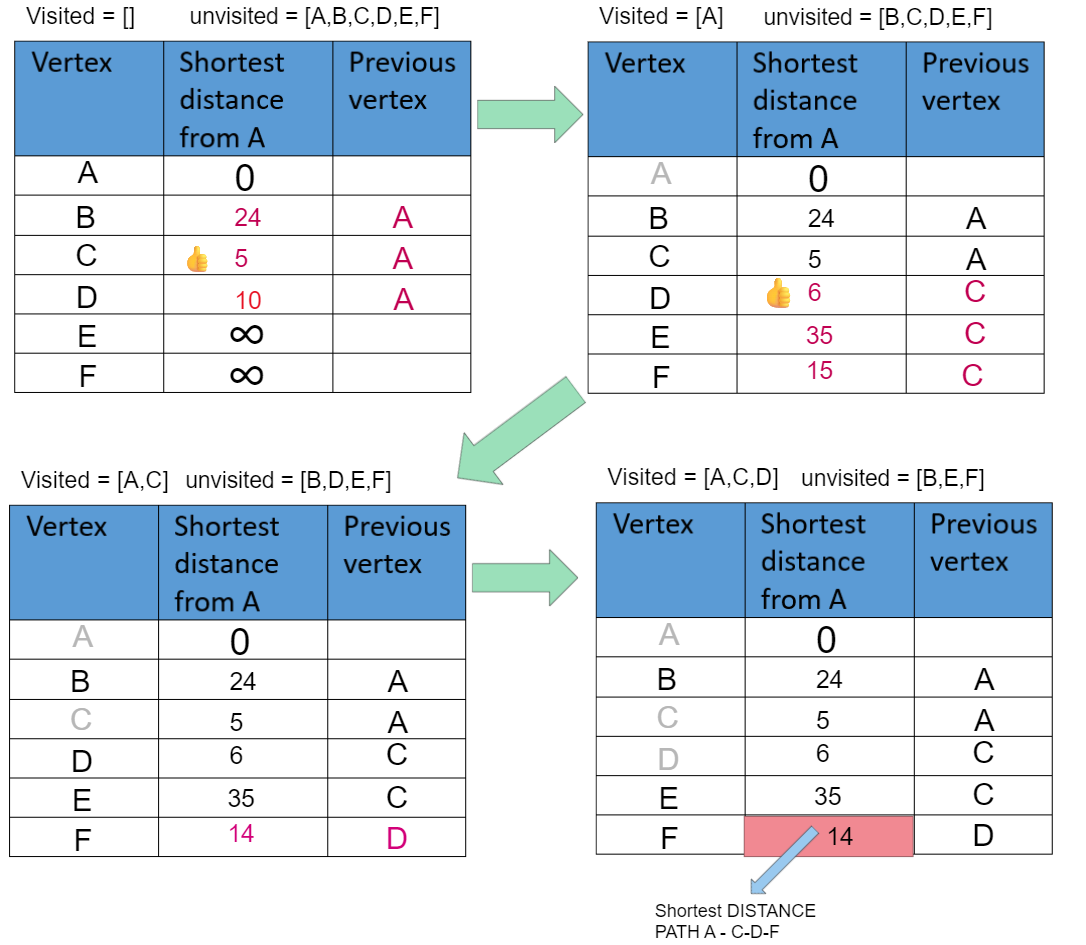 Visited = [] unvisited = [A,B,C,D,E,F]
Vertex Shortest distance from A Previous vertex
A 0
B 24 A
C 👍 5 A
D 10 A
E ∞
F ∞
Visited = [A] unvisited = [B,C,D,E,F]
Vertex Shortest distance from A Previous vertex
A 0
B 24 A
C 5 A
D 👍 6 C
E 35 C
F 15 C
Visited = [A,C] unvisited = [B,D,E,F]
Vertex Shortest distance from A Previous vertex
A 0
B 24 A
C 5 A
D 6 C
E 35 C
F 14 D
Visited = [A,C,D] unvisited = [B,E,F]
Vertex Shortest distance from A Previous vertex
A 0
B 24 A
C 5 A
D 6 C
E 35 C
F 14 D
Shortest DISTANCE
PATH A - C-D-F